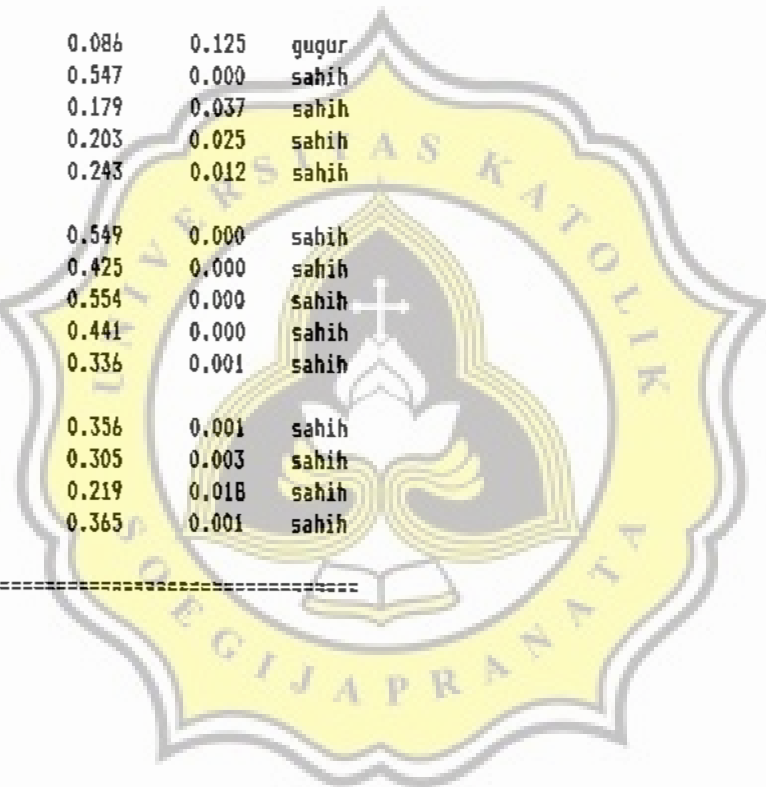 0.086 0.125 gugur
0.547 0.000 sahih
0.179 0.037 sahih
0.203 0.025 sahih
0.243 0.012 sahih
0.549 0.000 sahih
0.425 0.000 sahih
0.554 0.000 sahih
0.441 0.000 sahih
0.336 0.001 sahih
0.356 0.001 sahih
0.305 0.003 sahih
0.219 0.018 sahih
0.365 0.001 sahih
================================
UNIVERSITAS KATOLIK
SOEGIJAPRANATA